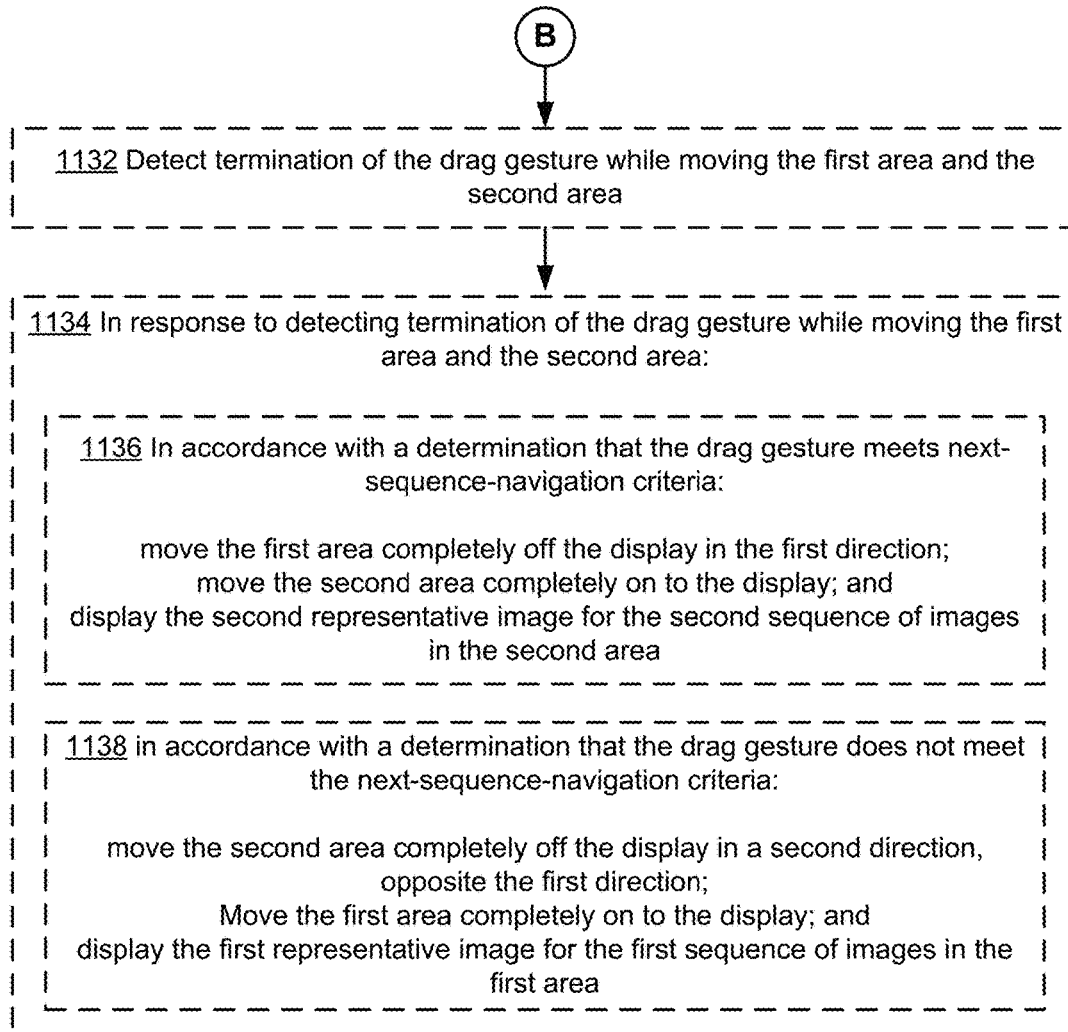 B
1132 Detect termination of the drag gesture while moving the first area and the
second area
1134 In response to detecting termination of the drag gesture while moving the first
area and the second area:
1136 In accordance with a determination that the drag gesture meets next-
sequence-navigation criteria:
move the first area completely off the display in the first direction;
move the second area completely on to the display; and
display the second representative image for the second sequence of images
in the second area
1138 in accordance with a determination that the drag gesture does not meet
the next-sequence-navigation criteria:
move the second area completely off the display in a second direction,
opposite the first direction;
Move the first area completely on to the display; and
display the first representative image for the first sequence of images in the
first area